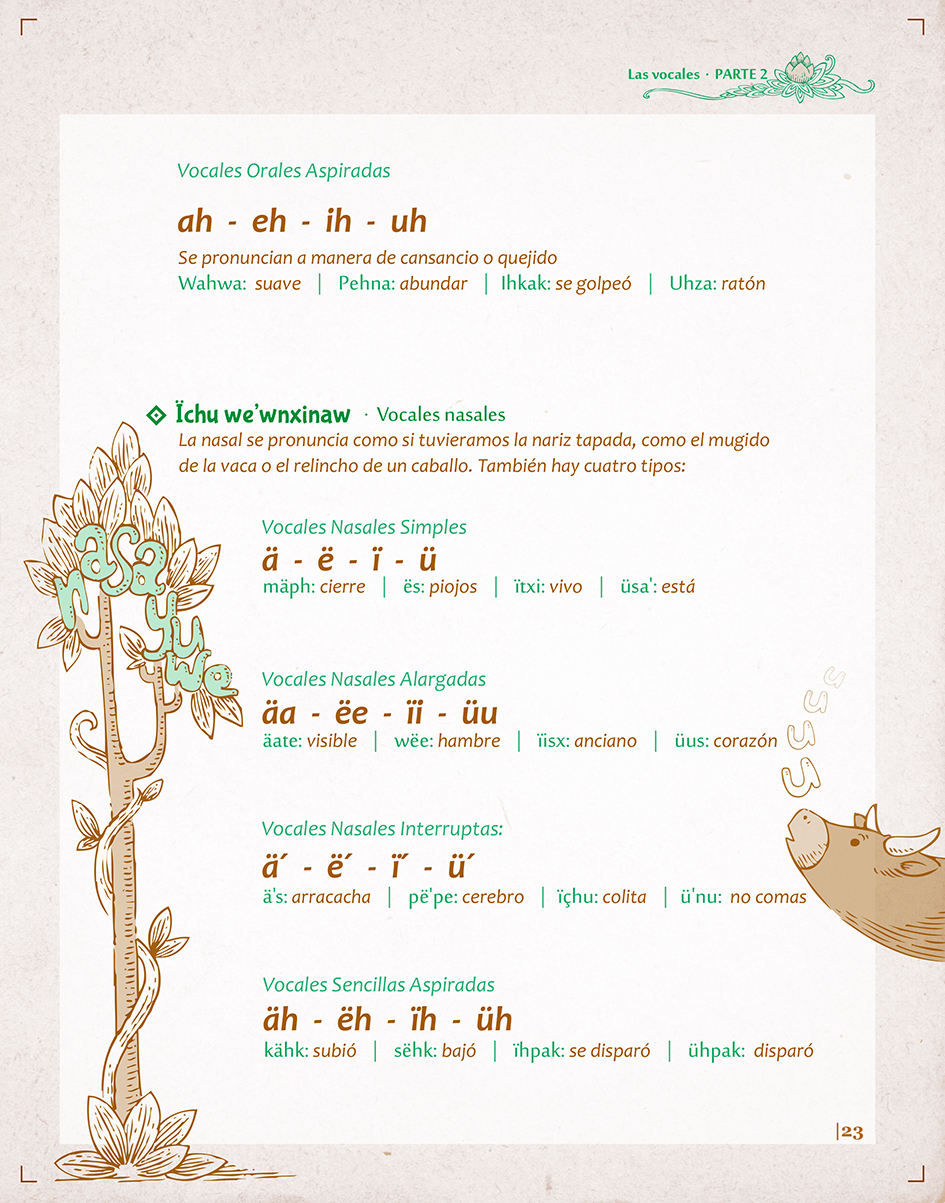 Las vocales · PARTE 2
Vocales Orales Aspiradas
ah - eh - ih - uh
Se pronuncian a manera de cansancio o quejido
Wahwa: suave | Pehna: abundar | Ihkak: se golpeó | Uhza: ratón
Ïchu we’wnxinaw · Vocales nasales
La nasal se pronuncia como si tuvieramos la nariz tapada, como el mugido
de la vaca o el relincho de un caballo. También hay cuatro tipos:
nasa
yu
we
Vocales Nasales Simples
ä - ë - ï - ü
mäph: cierre | ës: piojos | ïtxi: vivo | üsa': está
Vocales Nasales Alargadas
äa - ëe - ïi - üu
äate: visible | wëe: hambre | ïisx: anciano | üus: corazón
ü
ü
ü
ü
Vocales Nasales Interruptas:
ä´ - ë´ - ï´ - ü´
ä's: arracacha | pë'pe: cerebro | ïçhu: colita | ü'nu: no comas
Vocales Sencillas Aspiradas
äh - ëh - ïh - üh
kähk: subió | sëhk: bajó | ïhpak: se disparó | ühpak: disparó
|23